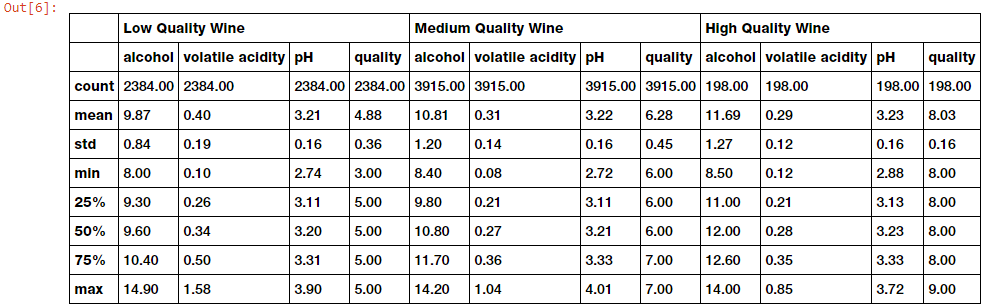 Out[6]:
Low Quality Wine Medium Quality Wine High Quality Wine
alcohol volatile acidity pH quality alcohol volatile acidity pH quality alcohol volatile acidity pH quality
count 2384.00 2384.00 2384.00 2384.00 3915.00 3915.00 3915.00 3915.00 198.00 198.00 198.00 198.00
mean 9.87 0.40 3.21 4.88 10.81 0.31 3.22 6.28 11.69 0.29 3.23 8.03
std 0.84 0.19 0.16 0.36 1.20 0.14 0.16 0.45 1.27 0.12 0.16 0.16
min 8.00 0.10 2.74 3.00 8.40 0.08 2.72 6.00 8.50 0.12 2.88 8.00
25% 9.30 0.26 3.11 5.00 9.80 0.21 3.11 6.00 11.00 0.21 3.13 8.00
50% 9.60 0.34 3.20 5.00 10.80 0.27 3.21 6.00 12.00 0.28 3.23 8.00
75% 10.40 0.50 3.31 5.00 11.70 0.36 3.33 7.00 12.60 0.35 3.33 8.00
max 14.90 1.58 3.90 5.00 14.20 1.04 4.01 7.00 14.00 0.85 3.72 9.00